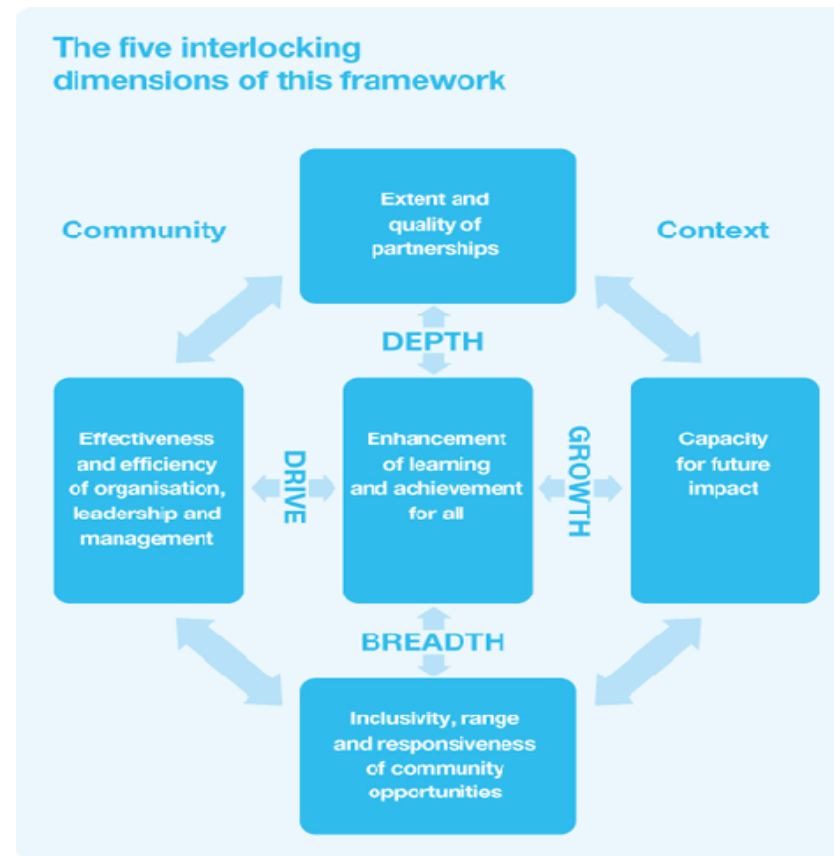 The five interlocking
dimensions of this framework
Community
Extent and
quality of
partnerships
Context
DEPTH
Effectiveness
and efficiency
of organisation,
leadership and
management
DRIVE
Enhancement
of learning
and achievement
for all
GROWTH
Capacity
for future
impact
BREADTH
Inclusivity, range
and responsiveness
of community
opportunities